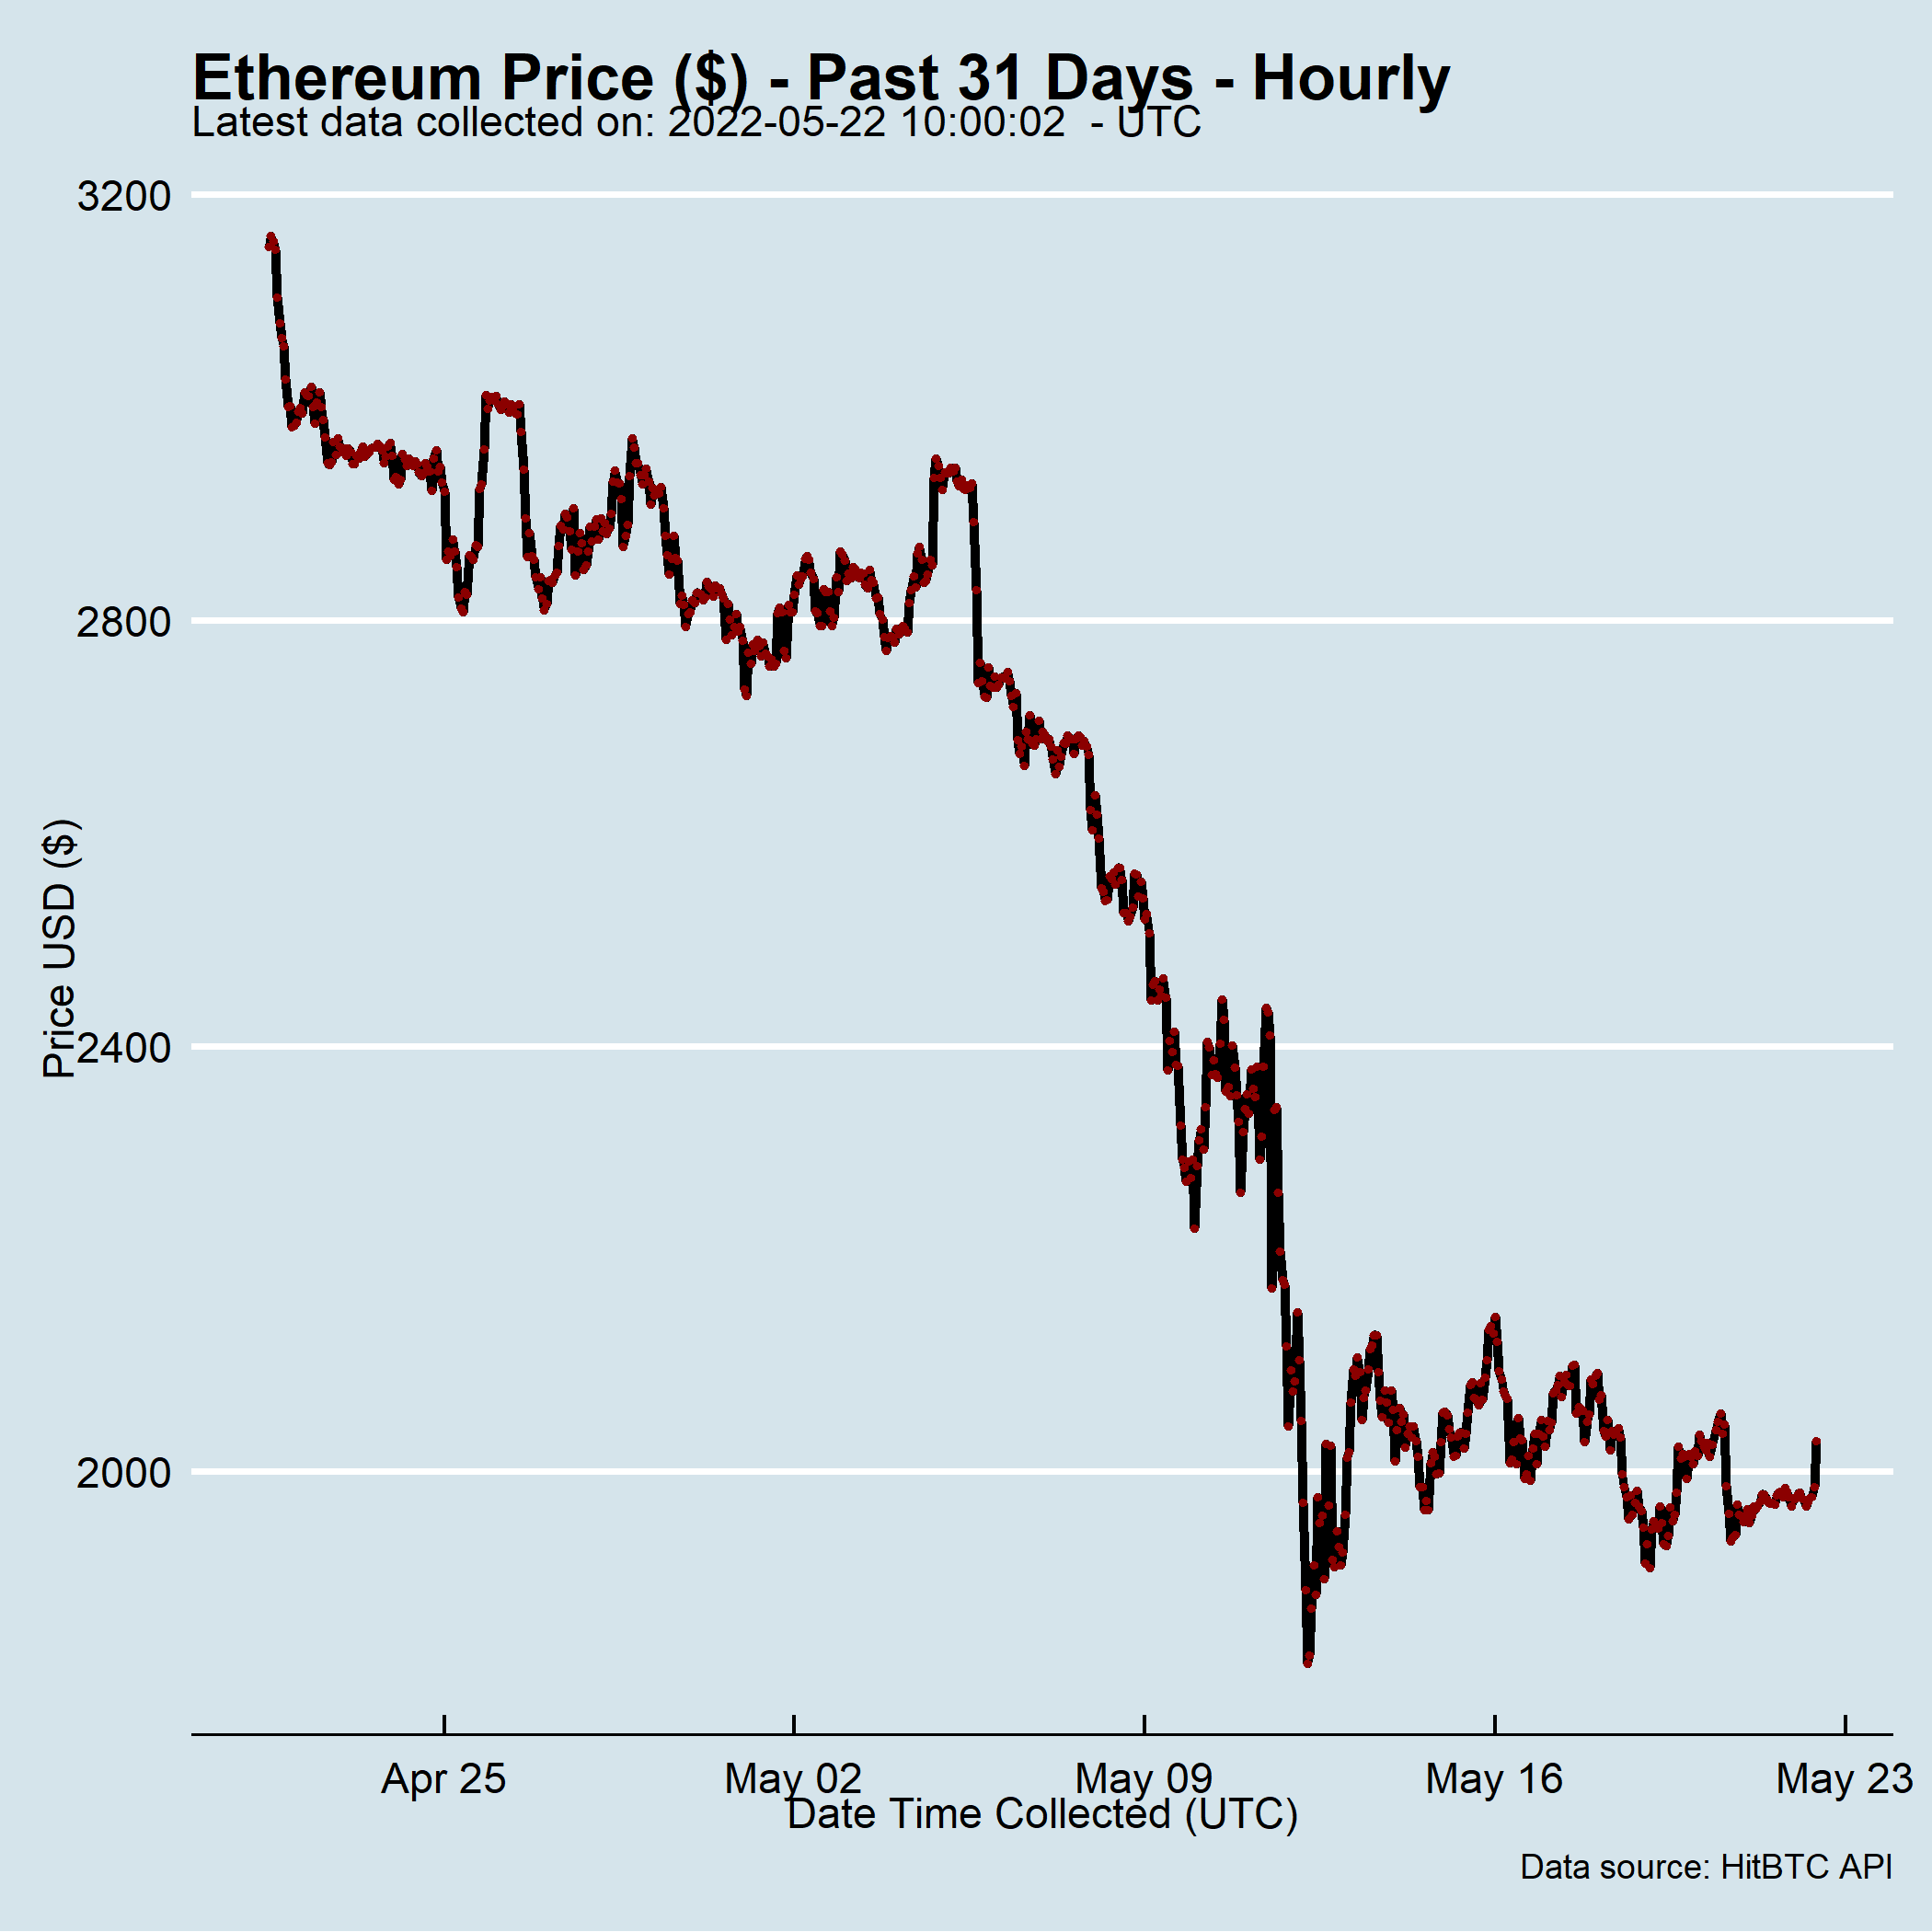 Ethereum Price ($) - Past 31 Days - Hourly
Latest data collected on: 2022-05-22 10:00:02  - UTC
3200
2800
2400
2000
Price USD ($)
Apr 25 May 02 May 09 May 16 May 23
Date Time Collected (UTC)
Data source: HitBTC API